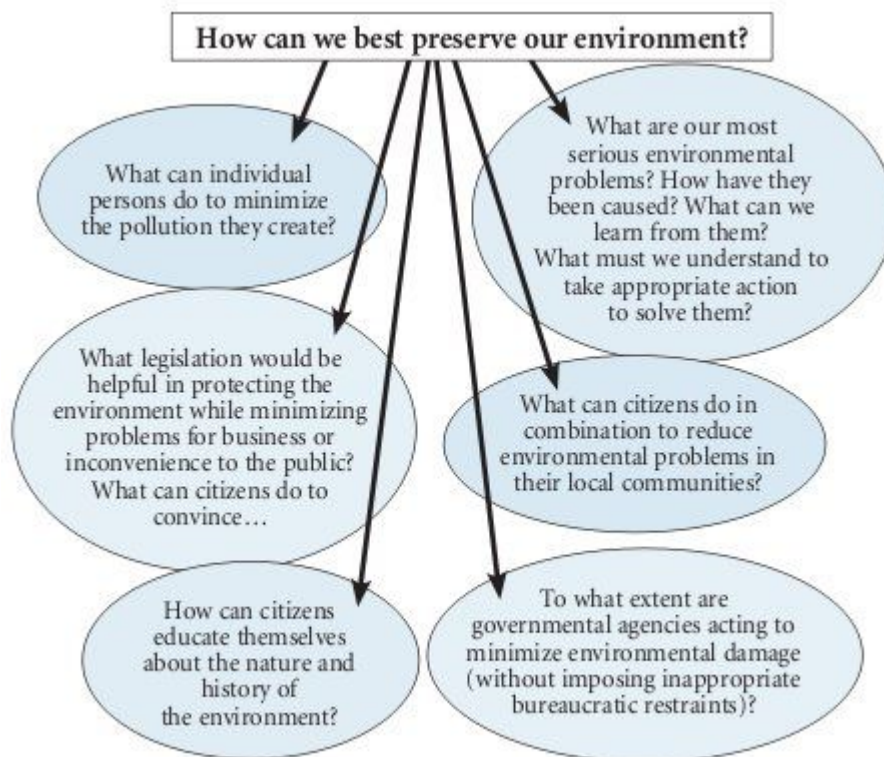 How can we best preserve our environment?
What can individual
persons do to minimize
the pollution they create?
What are our most
serious environmental
problems? How have they
been caused? What can we
learn from them?
What must we understand to
take appropriate action
to solve them?
What legislation would be
helpful in protecting the
environment while minimizing
problems for business or
inconvenience to the public?
What can citizens do to
convince…
What can citizens do in
combination to reduce
environmental problems in
their local communities?
How can citizens
educate themselves
about the nature and
history of
the environment?
To what extent are
governmental agencies acting to
minimize environmental damage
(without imposing inappropriate
bureaucratic restraints)?